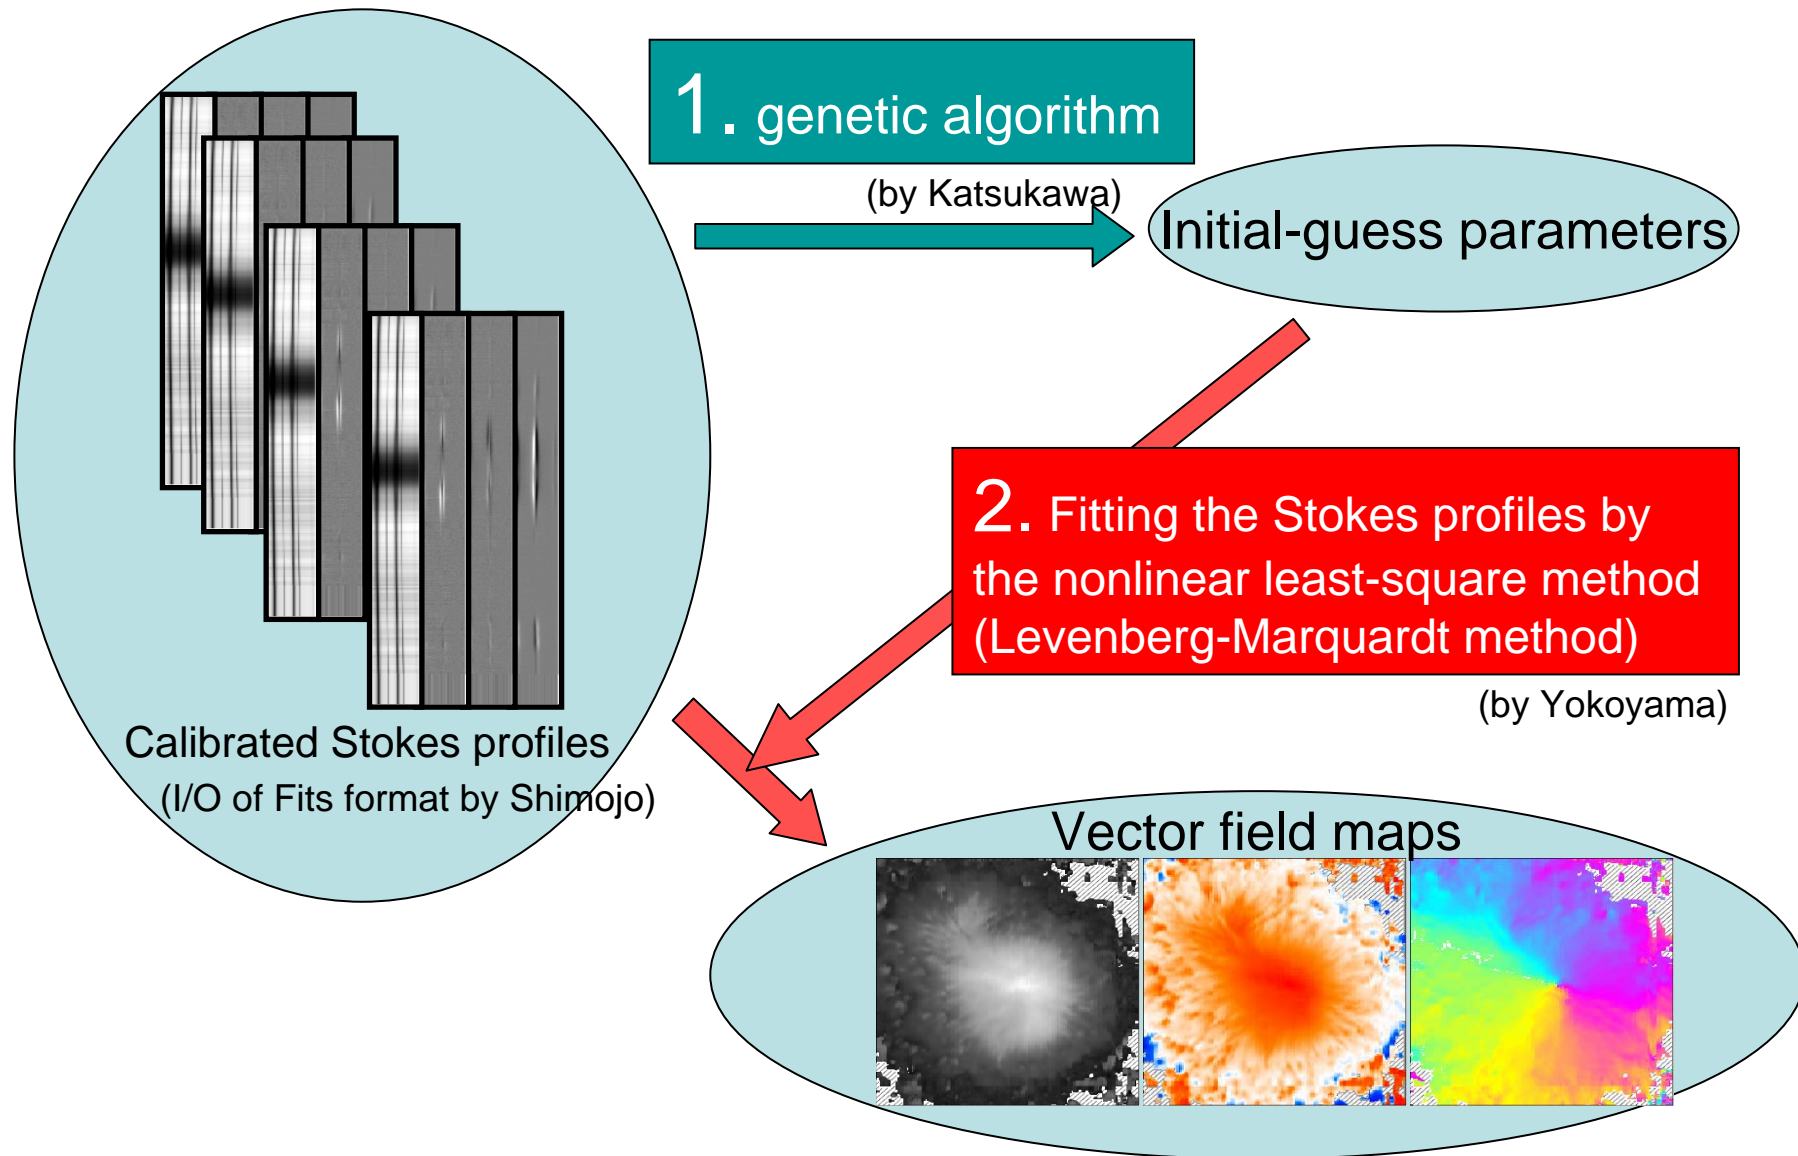 1. genetic algorithm
(by Katsukawa)
Initial-guess parameters
2. Fitting the Stokes profiles by
the nonlinear least-square method
(Levenberg-Marquardt method)
(by Yokoyama)
Calibrated Stokes profiles
(I/O of Fits format by Shimojo)
Vector field maps